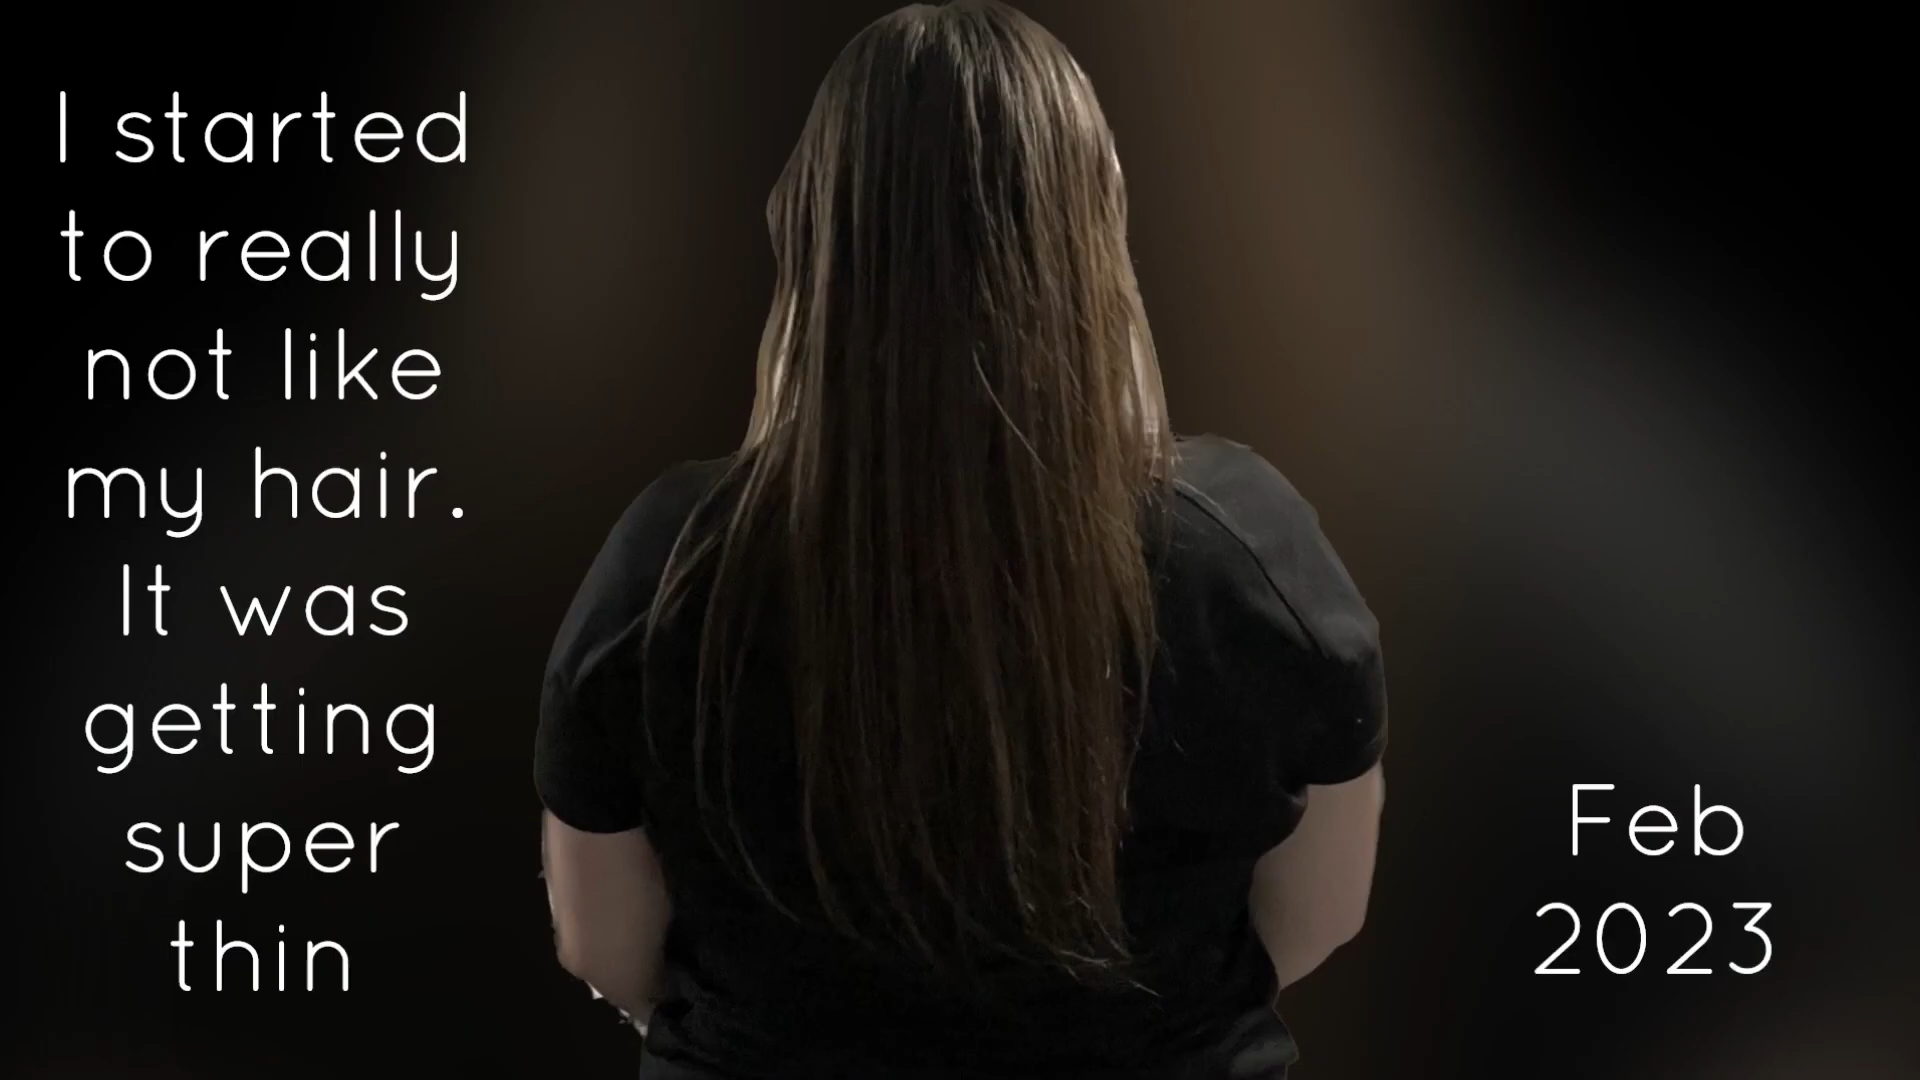 I started
to really
not like
my hair.
It was
getting
super
thin
Feb
2023